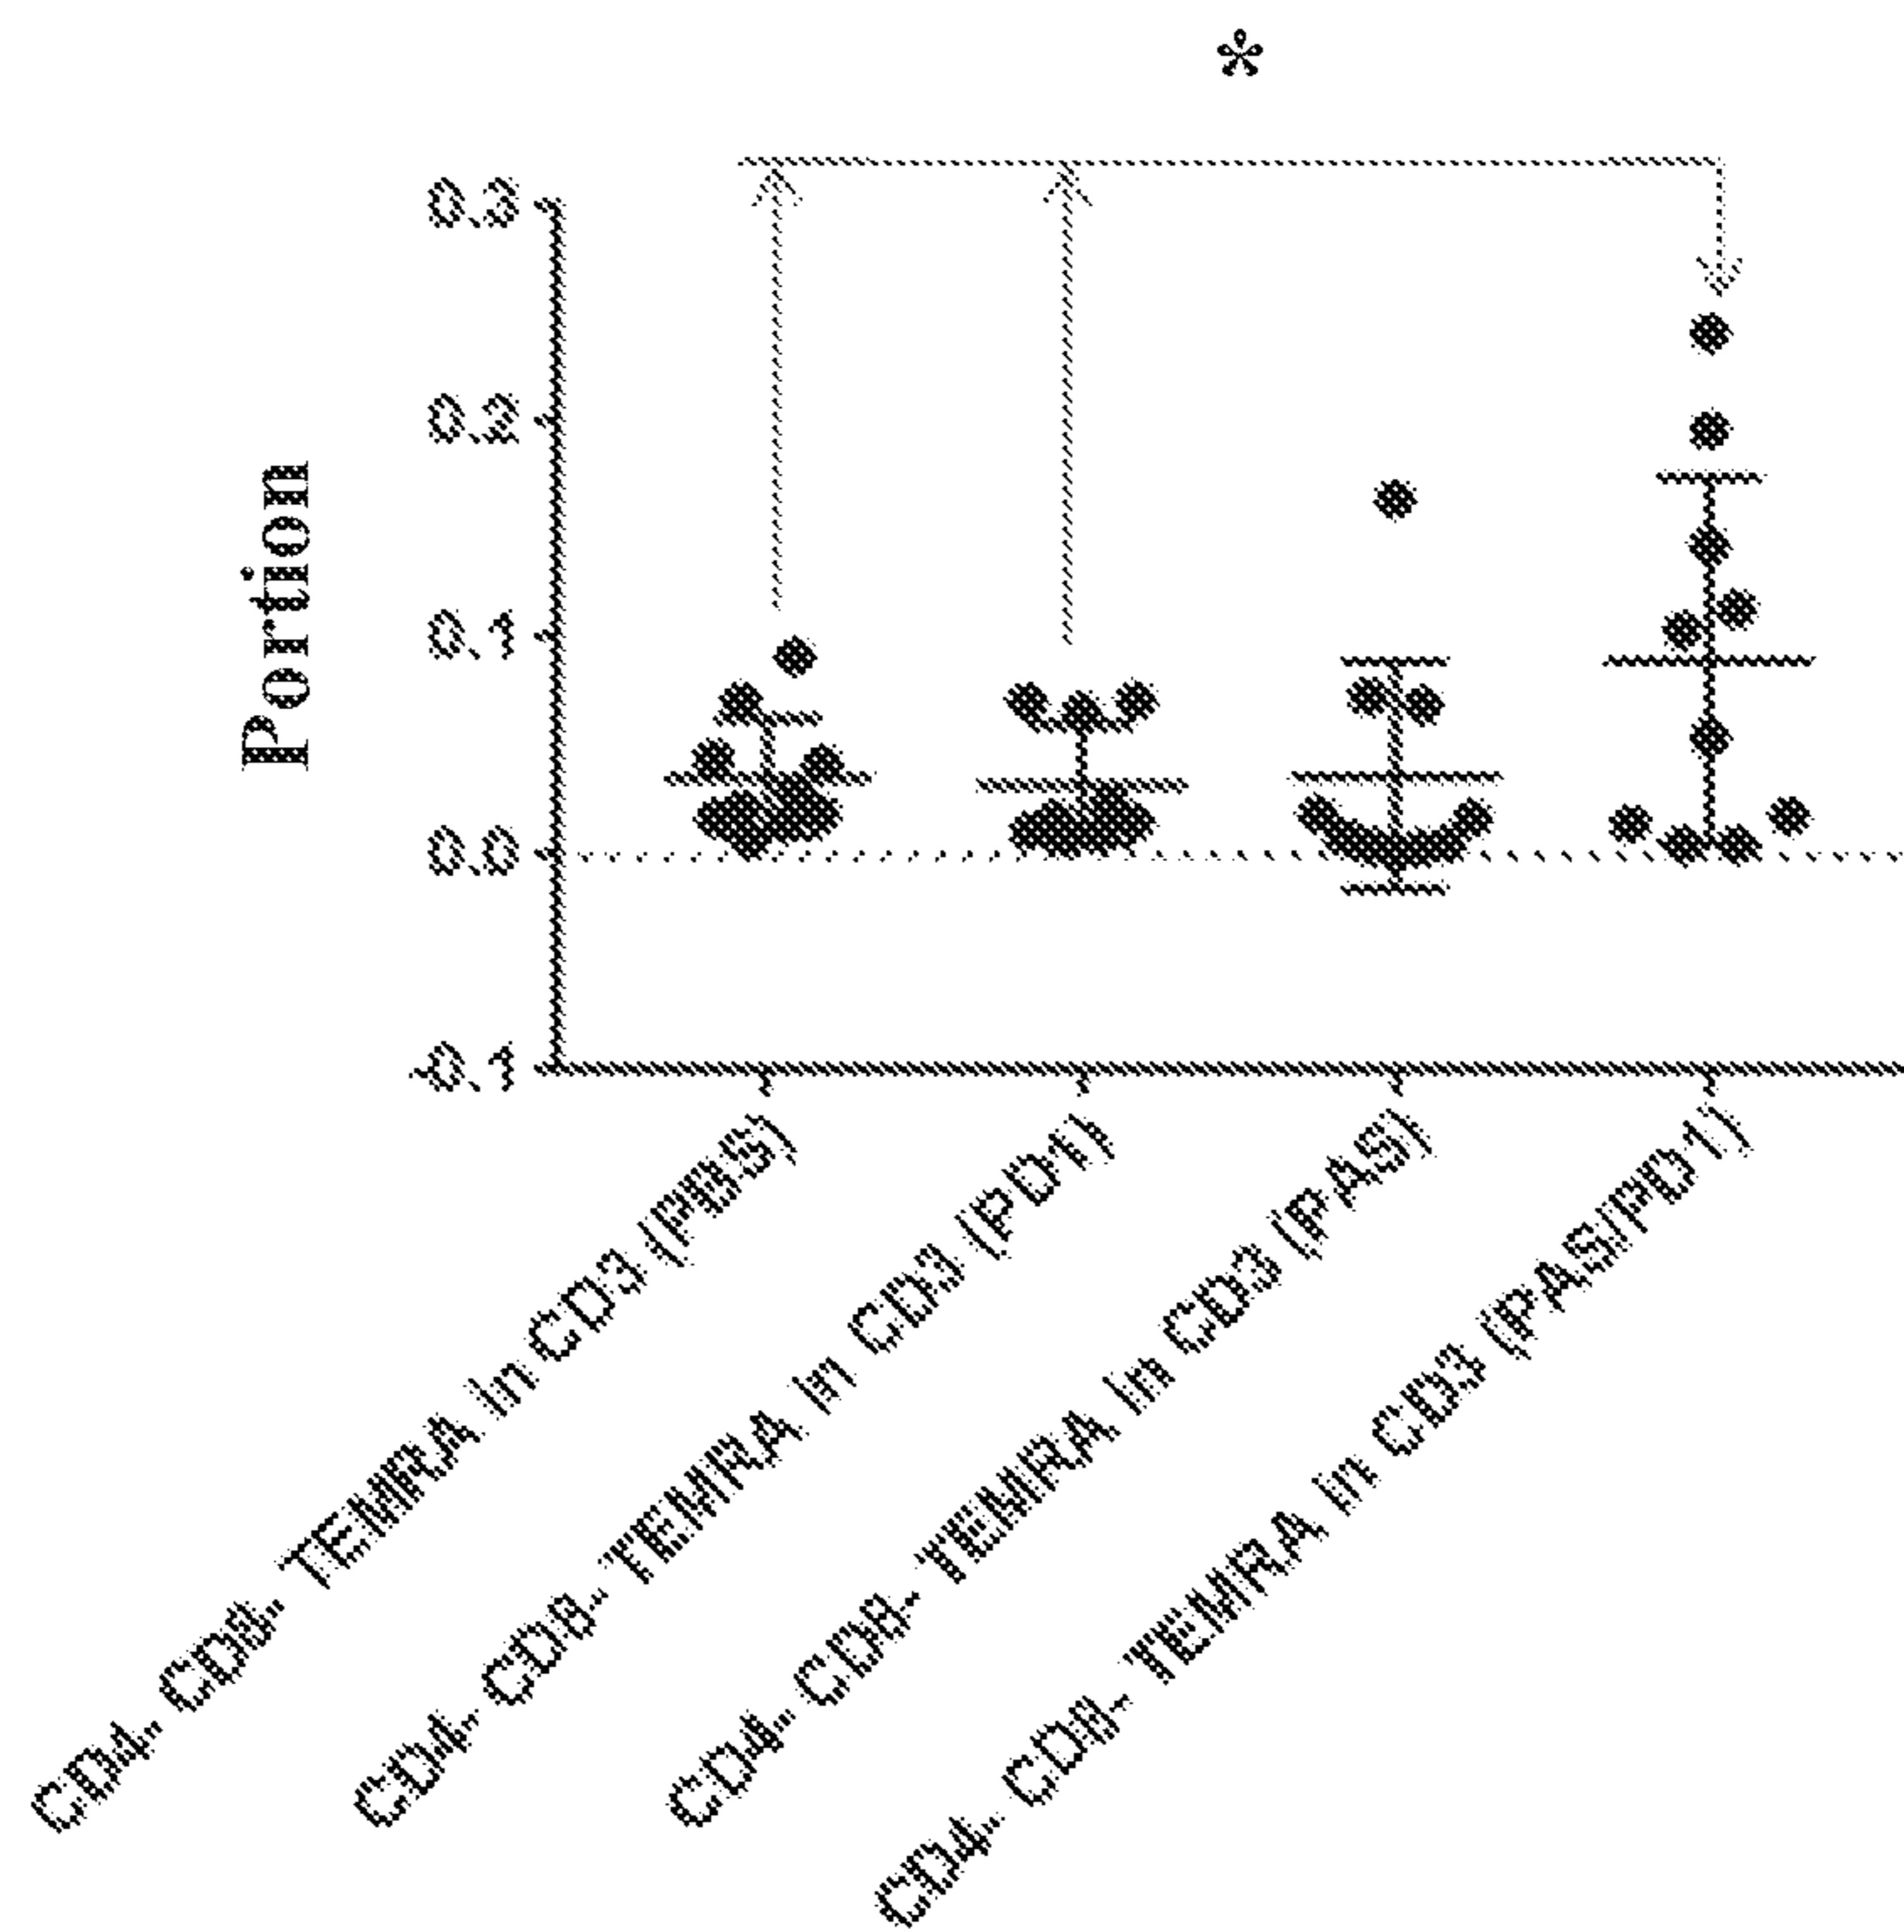 *
0.3
0.2
0.1
0.0
-0.1
Portion
CD4- CD8- TEMRA in CD3 (PBS)
CD4- CD8- TEMRA in CD3 (PD1)
CD4- CD8- TEMRA in CD3 (PAS)
CD4- CD8- TEMRA in CD3 (PAS/PD1)